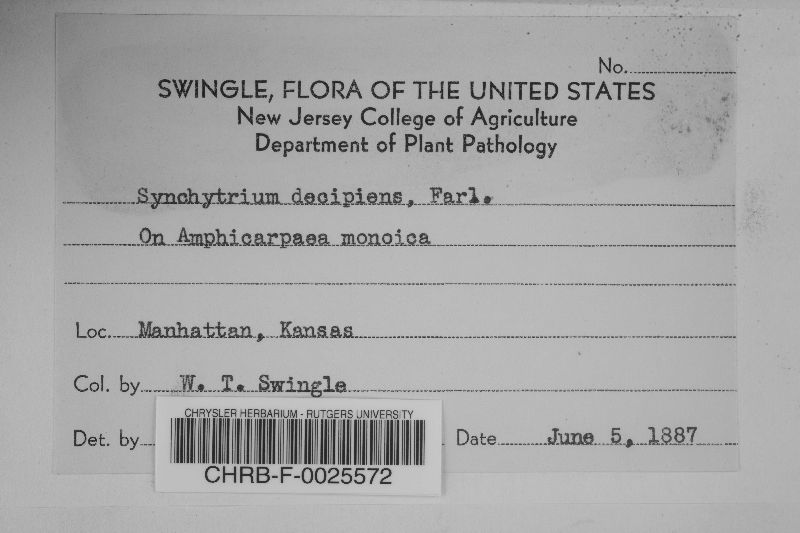 No.
SWINGLE, FLORA OF THE UNITED STATES
New Jersey College of Agriculture
Department of Plant Pathology
Synchytrium decipiens, Farl.
On Amphicarpaea monoica
Loc. Manhattan, Kansas
Col. by W. T. Swingle
Det. by Date June 5, 1887
CHRYSLER HERBARIUM - RUTGERS UNIVERSITY
CHRB-F-0025572